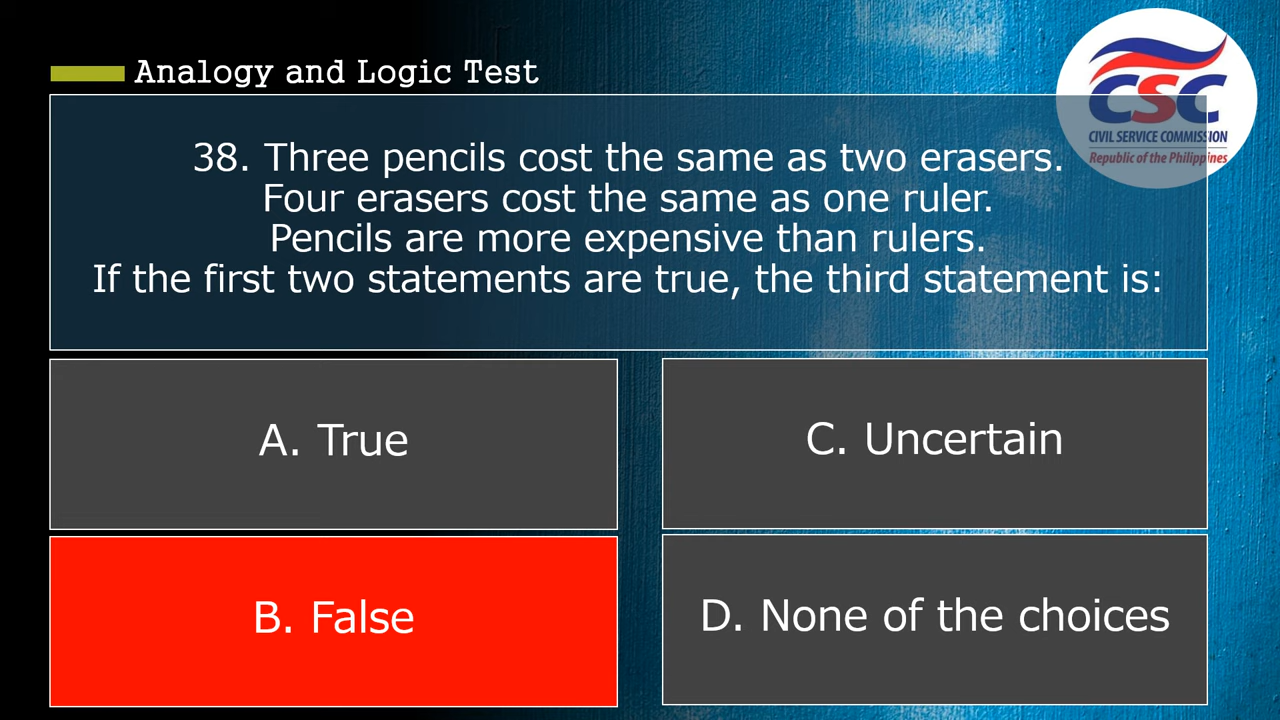 Analogy and Logic Test
CSC
CIVIL SERVICE COMMISSION
Republic of the Philippines
38. Three pencils cost the same as two erasers.
Four erasers cost the same as one ruler.
Pencils are more expensive than rulers.
If the first two statements are true, the third statement is:
A. True
C. Uncertain
B. False
D. None of the choices